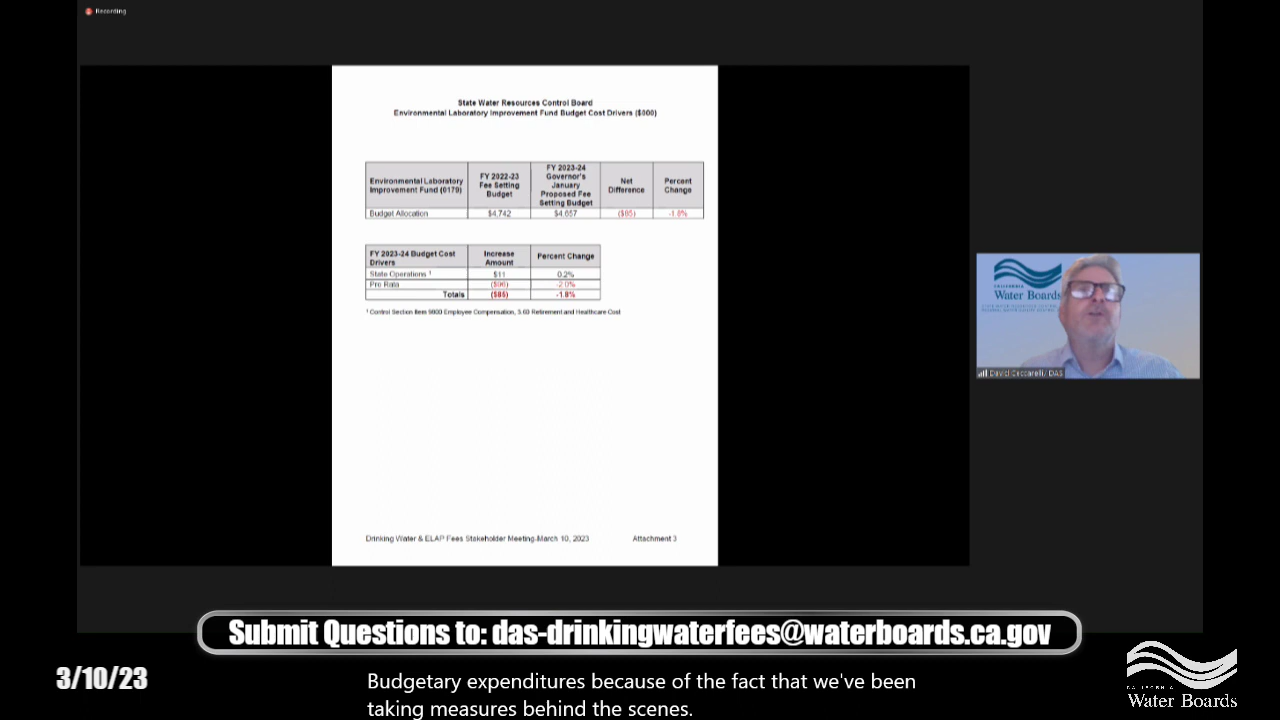 Recording
State Water Resources Control Board
Environmental Laboratory Improvement Fund Budget Cost Drivers ($000)
Environmental Laboratory Improvement Fund (0179) FY 2022-23 Fee Setting Budget FY 2023-24 Governor's January Proposed Fee Setting Budget Net Difference Percent Change
Budget Allocation $4,742 $4,657 ($85) -1.8%
FY 2023-24 Budget Cost Drivers Increase Amount Percent Change
State Operations ¹ $11 0.2%
Pro Rata ($96) -2.0%
Totals ($85) -1.8%
¹ Control Section Item 9800 Employee Compensation, 3.60 Retirement and Healthcare Cost
Drinking Water & ELAP Fees Stakeholder Meeting-March 10, 2023 Attachment 3
CALIFORNIA
Water Boards
David Ceccarelli/ DAS
Submit Questions to: das-drinkingwaterfees@waterboards.ca.gov
3/10/23
Budgetary expenditures because of the fact that we've been
taking measures behind the scenes.
CALIFORNIA
Water Boards